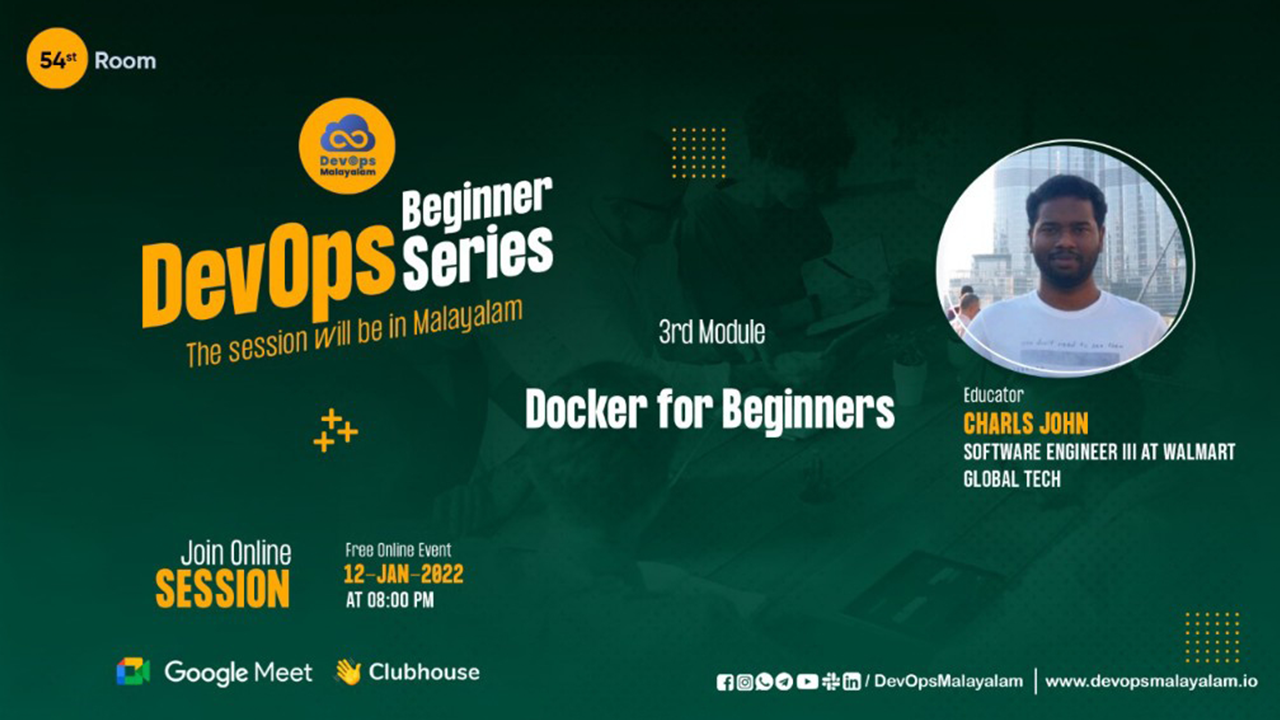 54st Room
DevOps
Malayalam
Beginner
DevOps Series
The session will be in Malayalam
3rd Module
Docker for Beginners
Educator
CHARLS JOHN
SOFTWARE ENGINEER III AT WALMART
GLOBAL TECH
Join Online
SESSION
Free Online Event
12-JAN-2022
AT 08:00 PM
Google Meet
Clubhouse
/ DevOpsMalayalam | www.devopsmalayalam.io